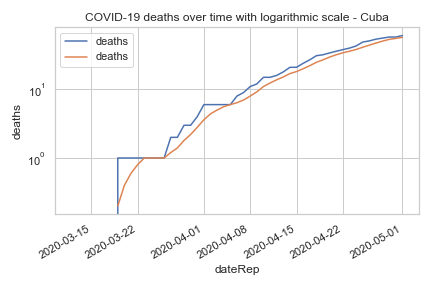 COVID-19 deaths over time with logarithmic scale - Cuba
deaths
deaths
deaths
10¹
10⁰
2020-03-15
2020-03-22
2020-04-01
2020-04-08
2020-04-15
2020-04-22
2020-05-01
dateRep